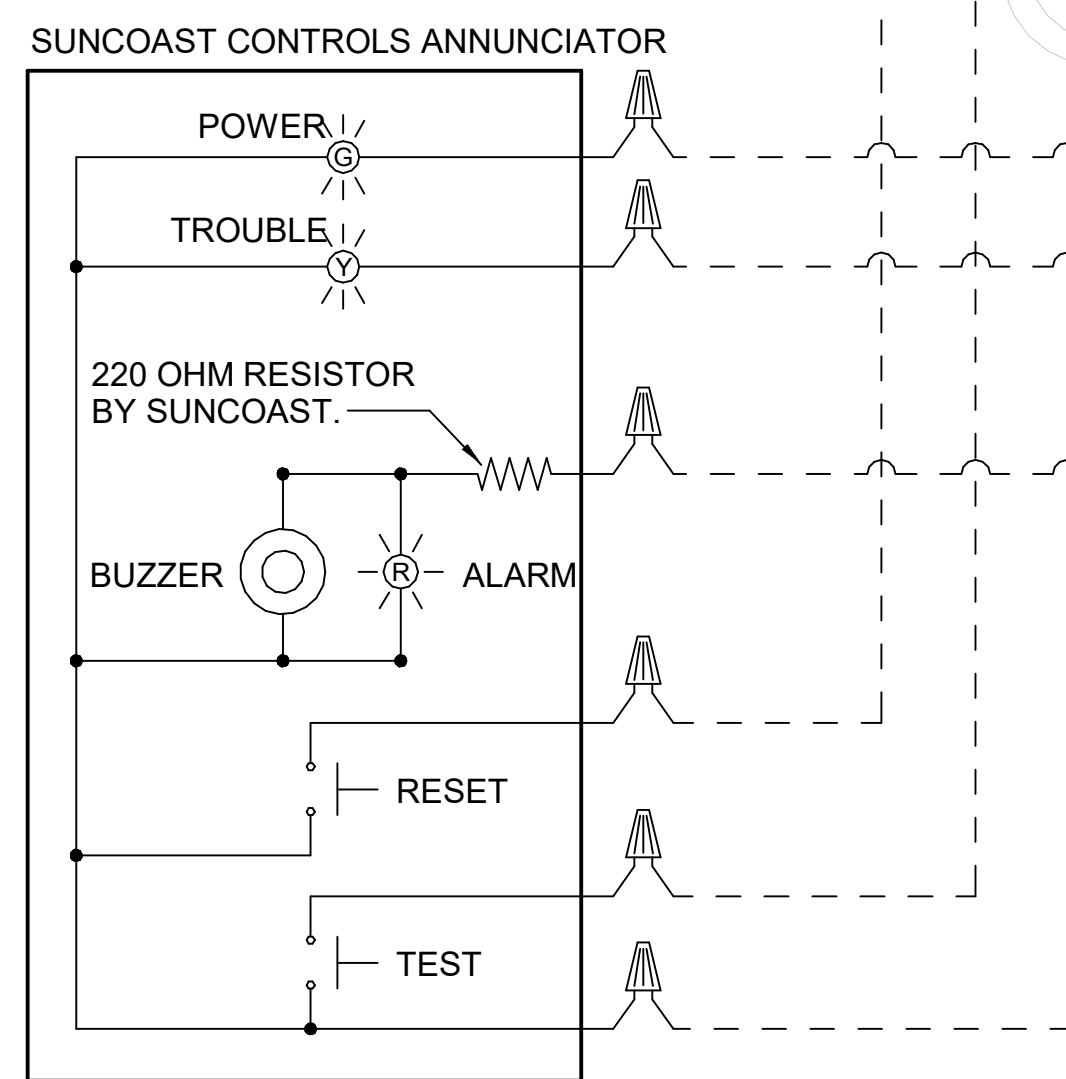 SUNCOAST CONTROLS ANNUNCIATOR
POWER
G
TROUBLE
Y
220 OHM RESISTOR
BY SUNCOAST.
BUZZER
R
ALARM
RESET
TEST